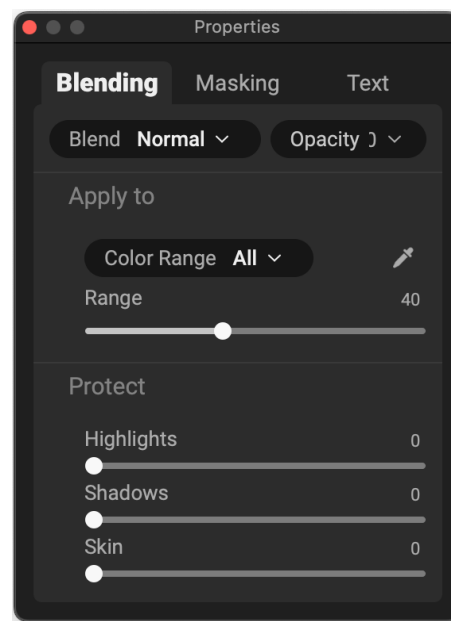 Properties
Blending Masking Text
Blend Normal Opacity
Apply to
Color Range All
Range 40
Protect
Highlights 0
Shadows 0
Skin 0